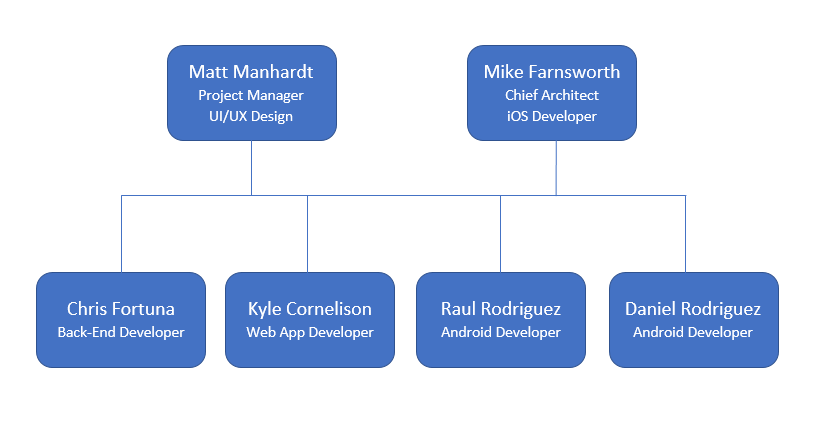 Matt Manhardt
Project Manager
UI/UX Design
Mike Farnsworth
Chief Architect
iOS Developer
Chris Fortuna
Back-End Developer
Kyle Cornelison
Web App Developer
Raul Rodriguez
Android Developer
Daniel Rodriguez
Android Developer